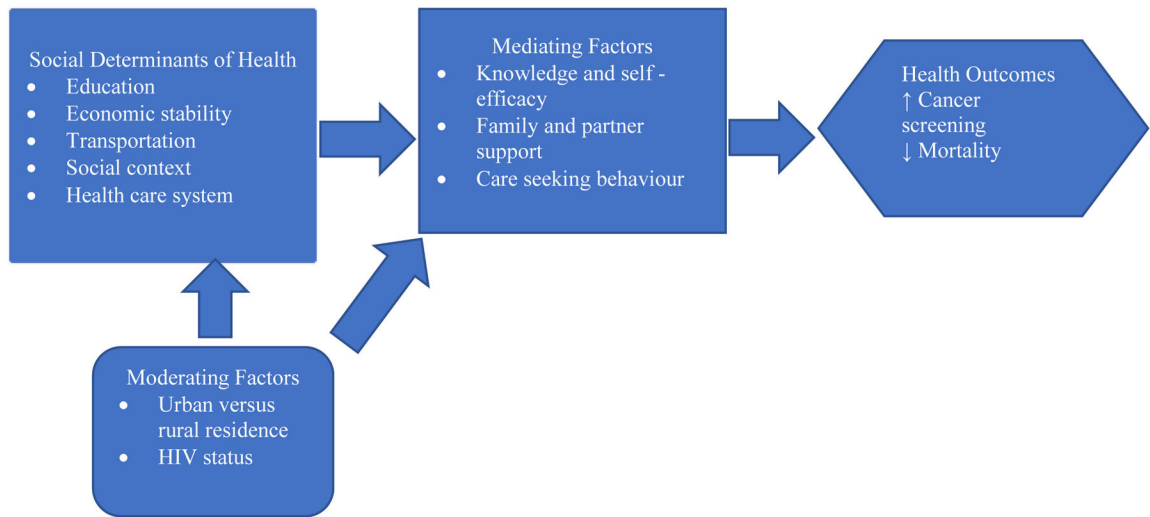 Social Determinants of Health
• Education
• Economic stability
• Transportation
• Social context
• Health care system
Mediating Factors
• Knowledge and self -
efficacy
• Family and partner
support
• Care seeking behaviour
Health Outcomes
↑ Cancer
screening
↓ Mortality
Moderating Factors
• Urban versus
rural residence
• HIV status